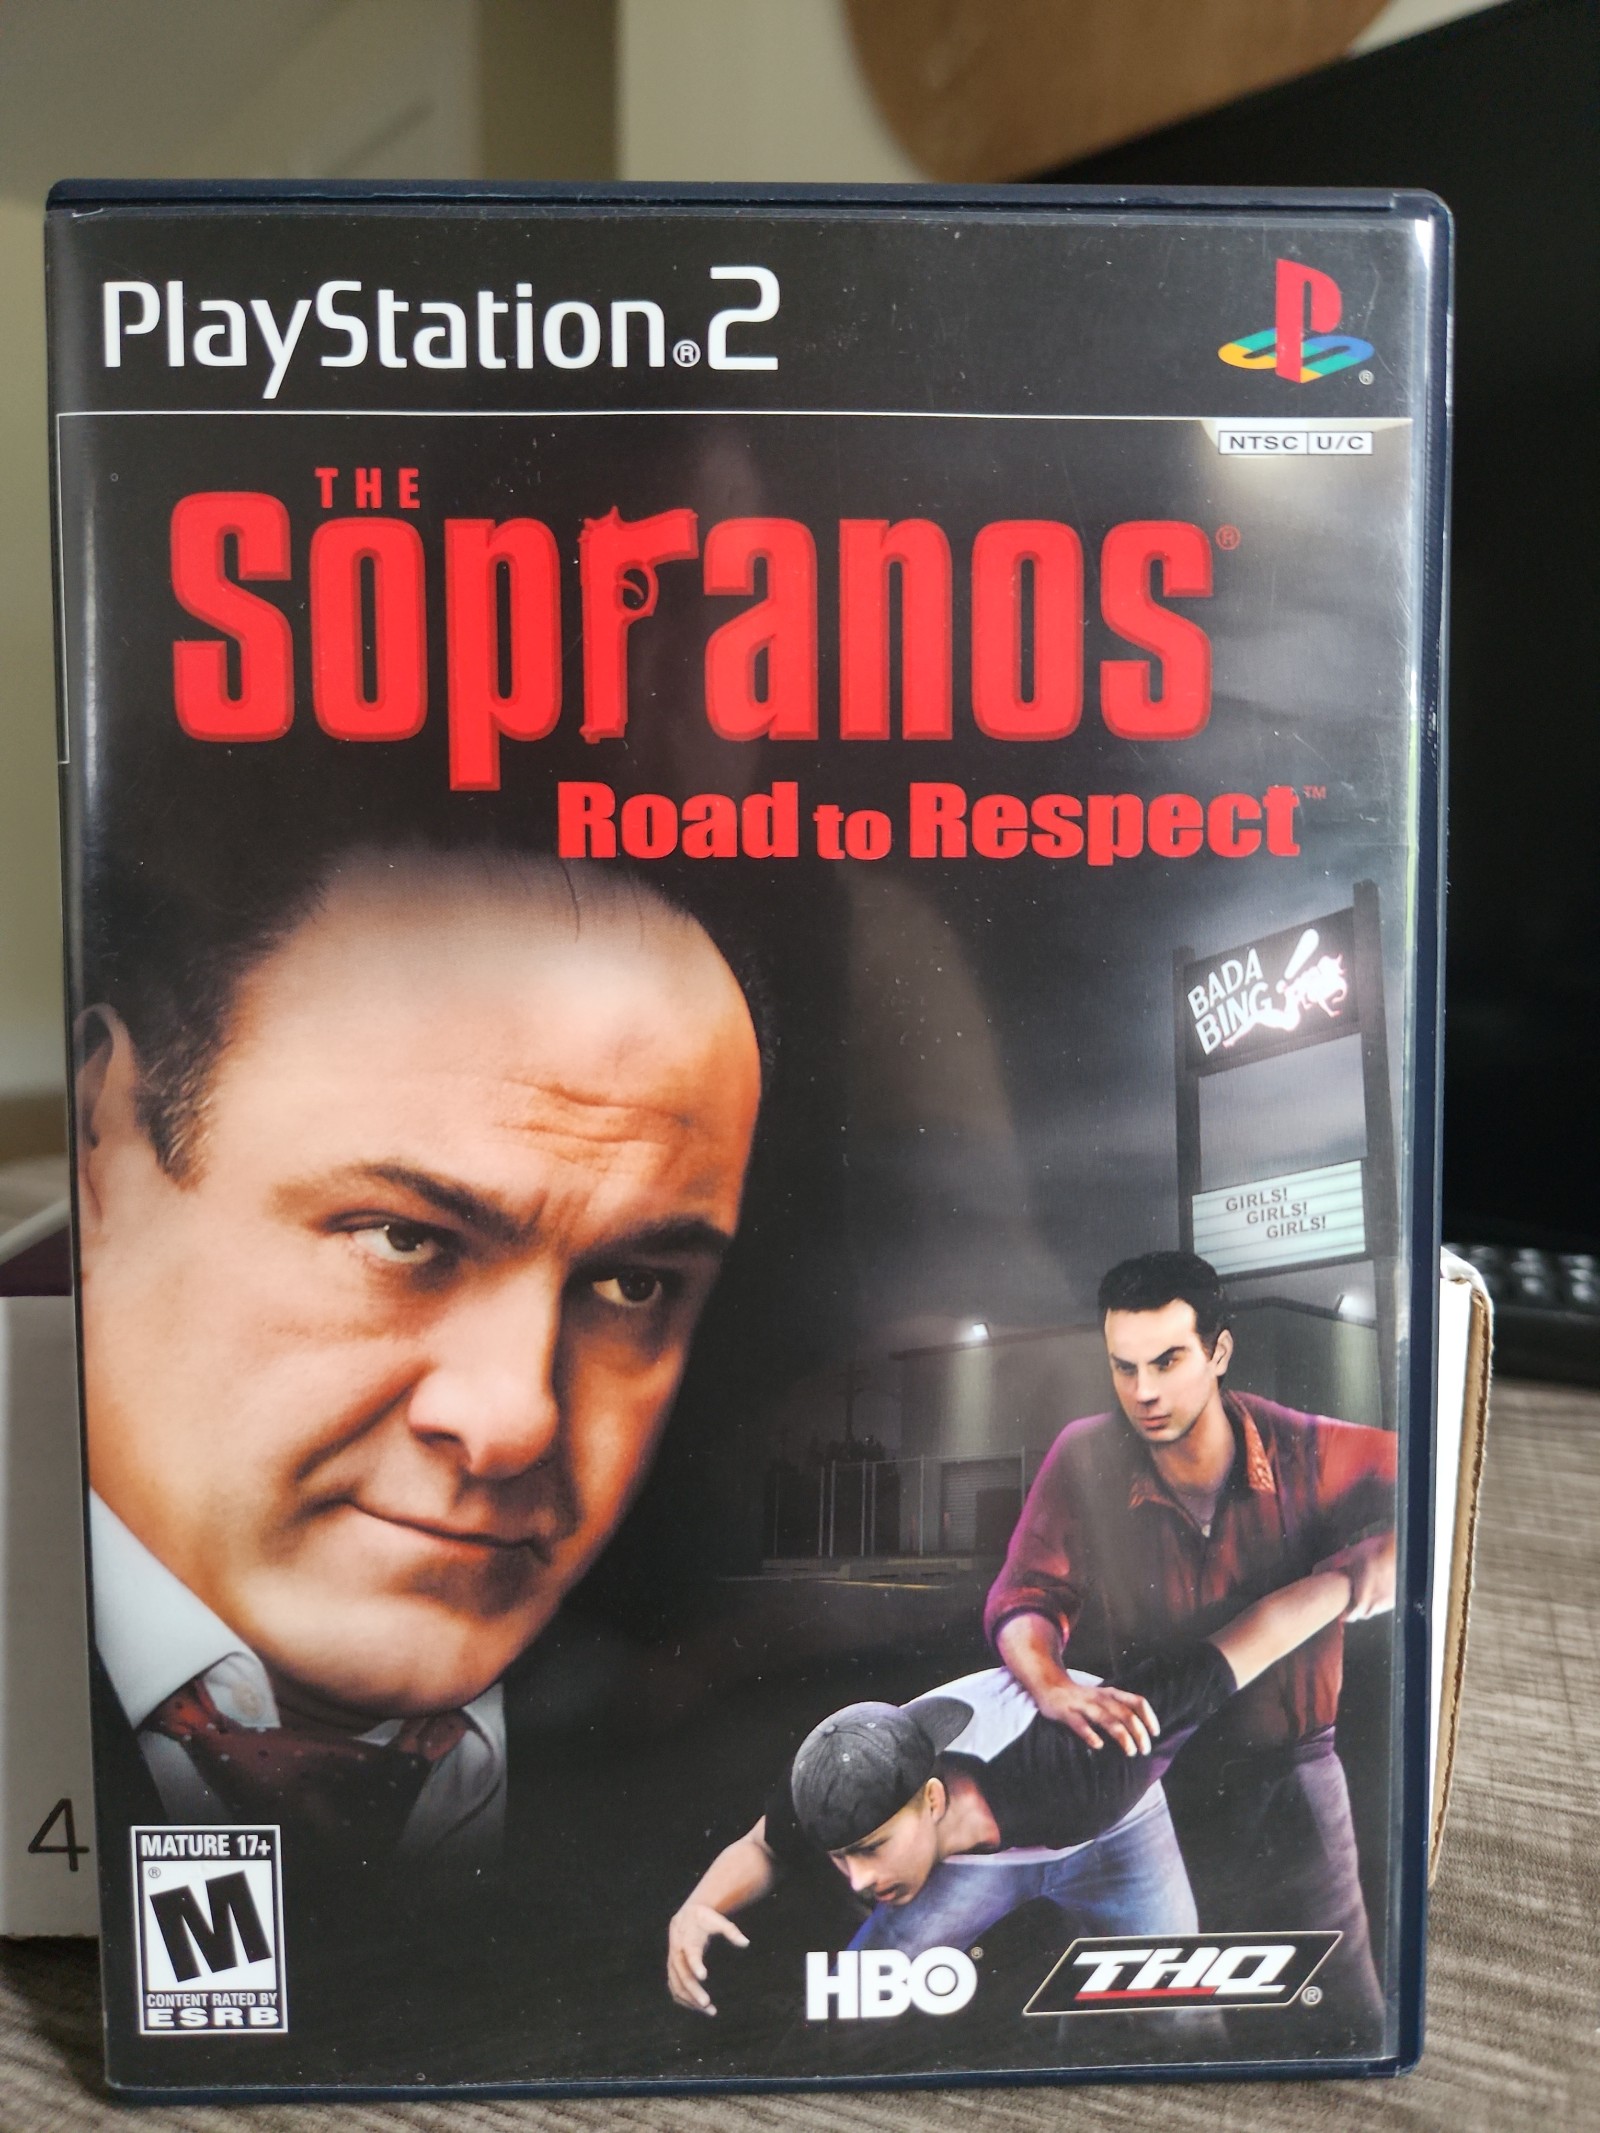 PlayStation®2
®
NTSC U/C
THE
Sopranos®
Road to Respect™
BADA
BING
GIRLS!
GIRLS!
GIRLS!
4
MATURE 17+
®
M
CONTENT RATED BY
ESRB
HBO®
THQ®